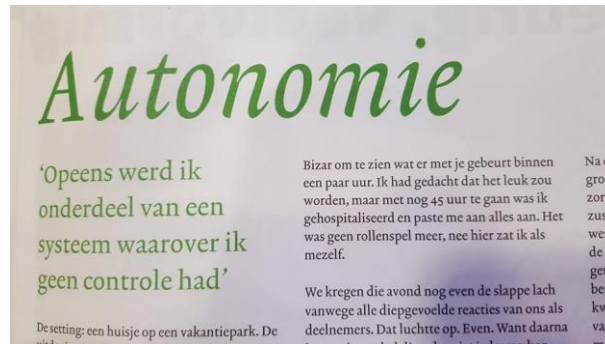 Autonomie
'Opeens werd ik
onderdeel van een
systeem waarover ik
geen controle had'
De setting: een huisje op een vakantiepark. De
Bizar om te zien wat er met je gebeurt binnen
een paar uur. Ik had gedacht dat het leuk zou
worden, maar met nog 45 uur te gaan was ik
gehospitaliseerd en paste me aan alles aan. Het
was geen rollenspel meer, nee hier zat ik als
mezelf.
We kregen die avond nog even de slappe lach
vanwege alle diepgevoelde reacties van ons als
deelnemers. Dat luchtte op. Even. Want daarna